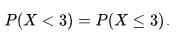 P(X < 3) = P(X ≤ 3).